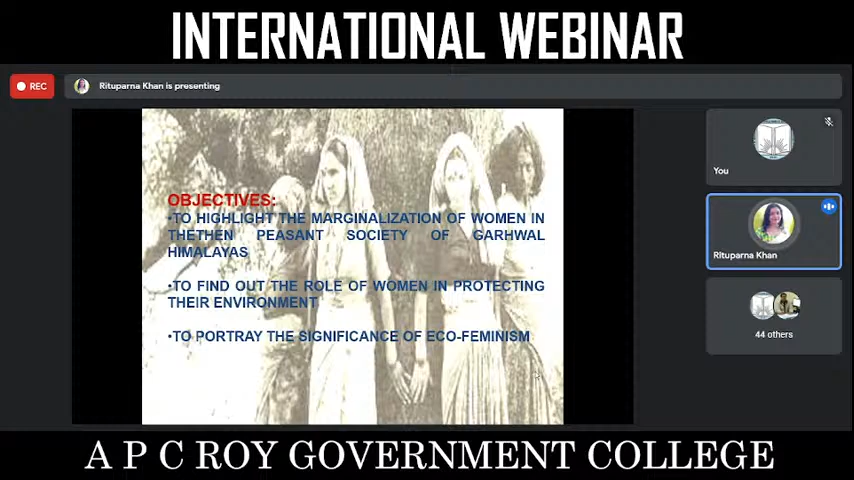 INTERNATIONAL WEBINAR
REC
Rituparna Khan is presenting
You
OBJECTIVES:
•TO HIGHLIGHT THE MARGINALIZATION OF WOMEN IN
THETHEN PEASANT SOCIETY OF GARHWAL
HIMALAYAS
•TO FIND OUT THE ROLE OF WOMEN IN PROTECTING
THEIR ENVIRONMENT
•TO PORTRAY THE SIGNIFICANCE OF ECO-FEMINISM
Rituparna Khan
44 others
A P C ROY GOVERNMENT COLLEGE